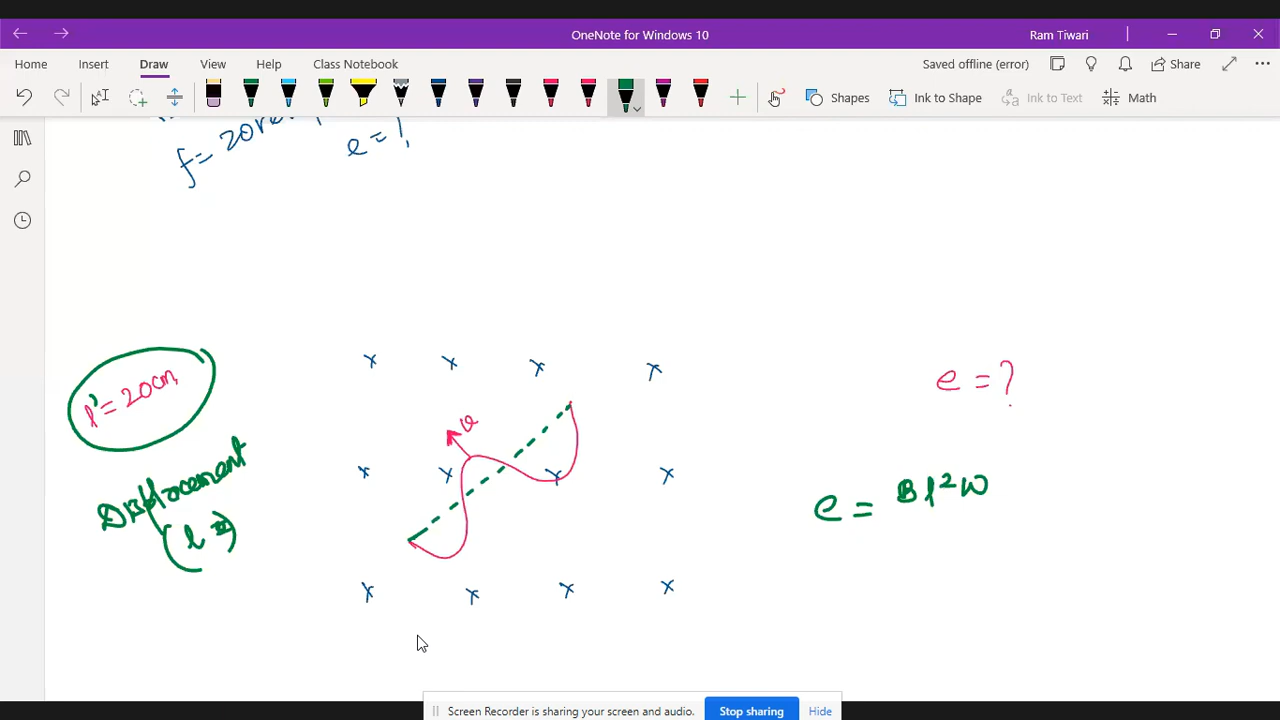 OneNote for Windows 10
Ram Tiwari
Home Insert Draw View Help Class Notebook
Saved offline (error) Share
Shapes Ink to Shape Ink to Text Math
f = 20
e = ?
x x x x
l' = 20cm
e = ?
v
Displacement
x x x x
e = Bl²w
(l)
x x x x
Screen Recorder is sharing your screen and audio. Stop sharing Hide